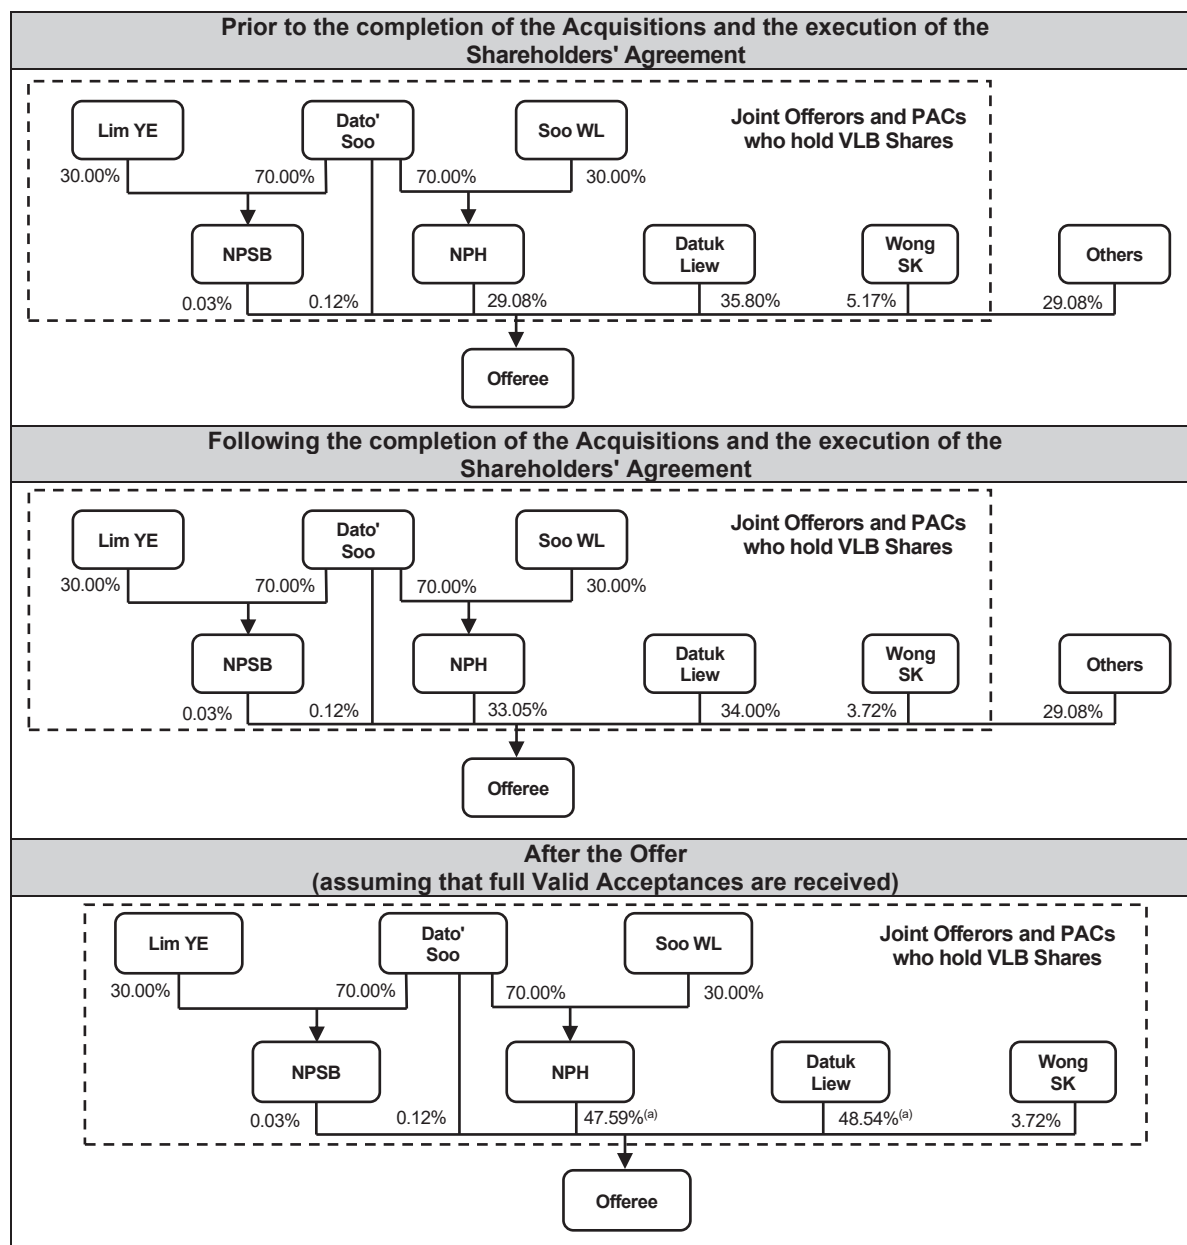 Prior to the completion of the Acquisitions and the execution of the
Shareholders' Agreement
Joint Offerors and PACs
who hold VLB Shares
Lim YE
Dato'
Soo
Soo WL
30.00%
70.00%
70.00%
30.00%
NPSB
NPH
Datuk
Liew
Wong
SK
Others
0.03%
0.12%
29.08%
35.80%
5.17%
29.08%
Offeree
Following the completion of the Acquisitions and the execution of the
Shareholders' Agreement
Joint Offerors and PACs
who hold VLB Shares
Lim YE
Dato'
Soo
Soo WL
30.00%
70.00%
70.00%
30.00%
NPSB
NPH
Datuk
Liew
Wong
SK
Others
0.03%
0.12%
33.05%
34.00%
3.72%
29.08%
Offeree
After the Offer
(assuming that full Valid Acceptances are received)
Joint Offerors and PACs
who hold VLB Shares
Lim YE
Dato'
Soo
Soo WL
30.00%
70.00%
70.00%
30.00%
NPSB
NPH
Datuk
Liew
Wong
SK
0.03%
0.12%
47.59%(a)
48.54%(a)
3.72%
Offeree